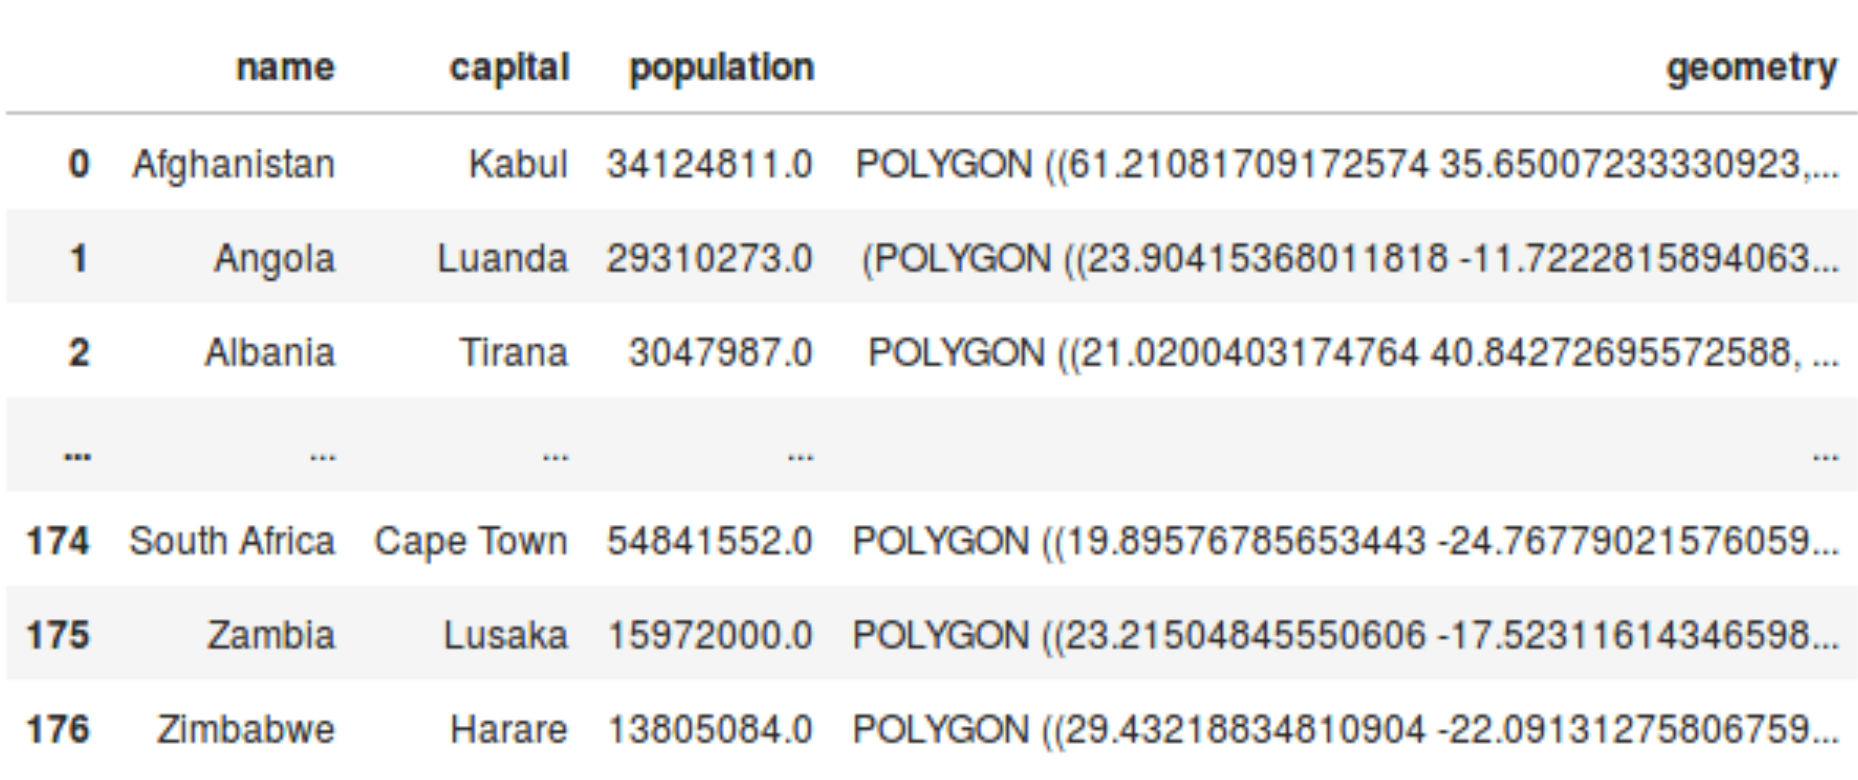 name capital population geometry
0 Afghanistan Kabul 34124811.0 POLYGON ((61.21081709172574 35.65007233330923,...
1 Angola Luanda 29310273.0 (POLYGON ((23.90415368011818 -11.7222815894063...
2 Albania Tirana 3047987.0 POLYGON ((21.0200403174764 40.84272695572588, ...
... ... ... ... ...
174 South Africa Cape Town 54841552.0 POLYGON ((19.89576785653443 -24.76779021576059...
175 Zambia Lusaka 15972000.0 POLYGON ((23.21504845550606 -17.52311614346598...
176 Zimbabwe Harare 13805084.0 POLYGON ((29.43218834810904 -22.09131275806759...